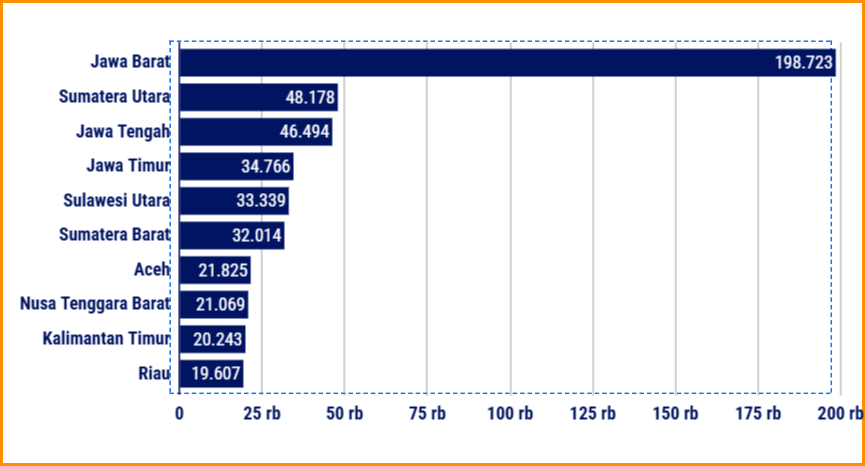 Jawa Barat 198.723
Sumatera Utara 48.178
Jawa Tengah 46.494
Jawa Timur 34.766
Sulawesi Utara 33.339
Sumatera Barat 32.014
Aceh 21.825
Nusa Tenggara Barat 21.069
Kalimantan Timur 20.243
Riau 19.607
0 25 rb 50 rb 75 rb 100 rb 125 rb 150 rb 175 rb 200 rb